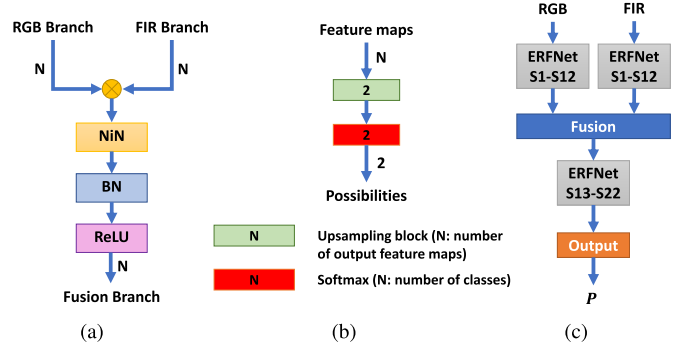 RGB Branch
FIR Branch
N
N
NiN
BN
ReLU
N
Fusion Branch
(a)
Feature maps
N
2
2
2
Possibilities
N
Upsampling block (N: number
of output feature maps)
N
Softmax (N: number of classes)
(b)
RGB
FIR
ERFNet
S1-S12
ERFNet
S1-S12
Fusion
ERFNet
S13-S22
Output
P
(c)